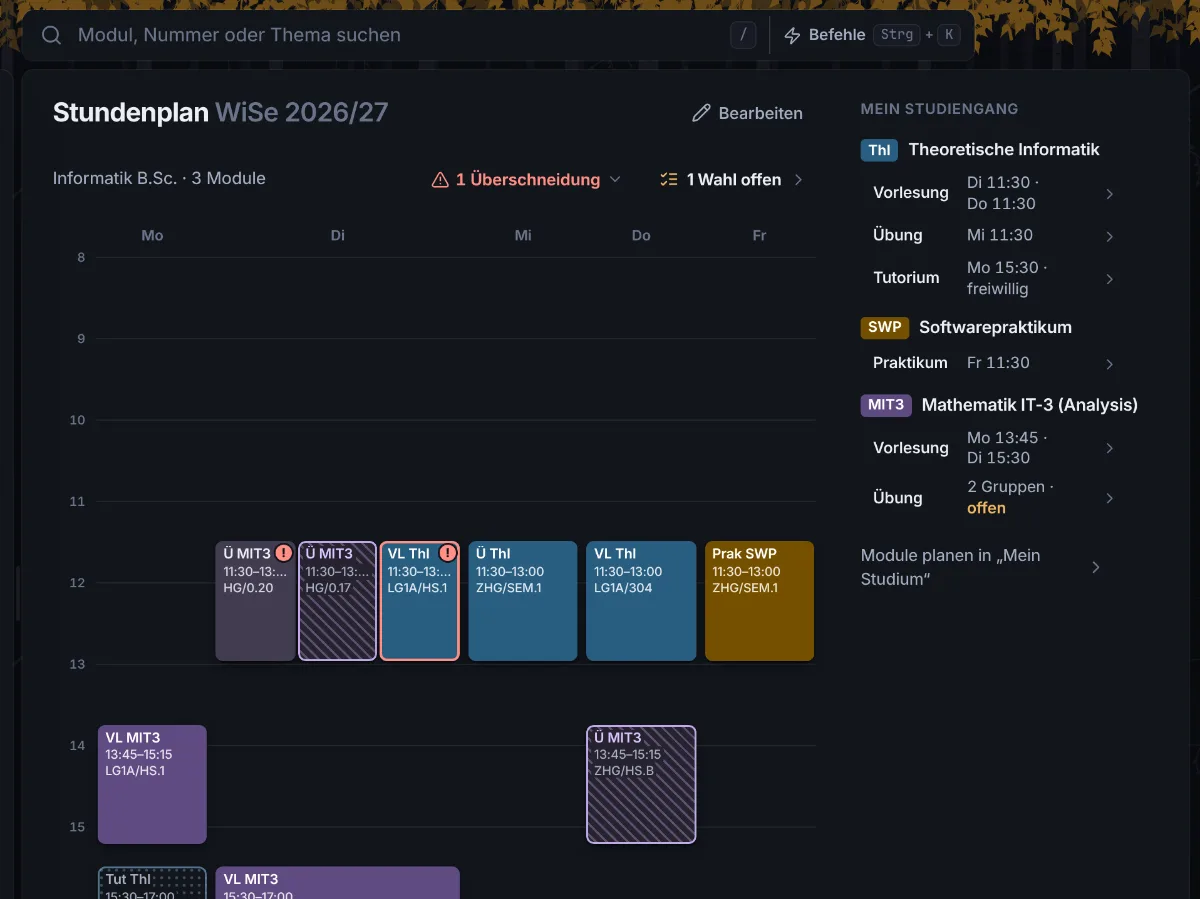 Modul, Nummer oder Thema suchen / Befehle Strg + K
Stundenplan WiSe 2026/27
Bearbeiten
Informatik B.Sc. · 3 Module
1 Überschneidung
1 Wahl offen
Mo Di Mi Do Fr
8
9
10
11
12
13
14
15
Ü MIT3 !
11:30–13:...
HG/0.20
Ü MIT3
11:30–13:...
HG/0.17
VL ThI !
11:30–13:...
LG1A/HS.1
Ü ThI
11:30–13:00
ZHG/SEM.1
VL ThI
11:30–13:00
LG1A/304
Prak SWP
11:30–13:00
ZHG/SEM.1
VL MIT3
13:45–15:15
LG1A/HS.1
Ü MIT3
13:45–15:15
ZHG/HS.B
Tut ThI
15:30–17:00
VL MIT3
15:30–17:00
MEIN STUDIENGANG
ThI Theoretische Informatik
Vorlesung Di 11:30 ·
Do 11:30
Übung Mi 11:30
Tutorium Mo 15:30 ·
freiwillig
SWP Softwarepraktikum
Praktikum Fr 11:30
MIT3 Mathematik IT-3 (Analysis)
Vorlesung Mo 13:45 ·
Di 15:30
Übung 2 Gruppen ·
offen
Module planen in „Mein
Studium“